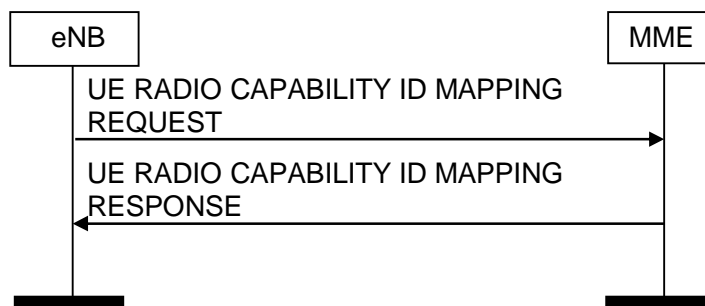 eNB
MME
UE RADIO CAPABILITY ID MAPPING
REQUEST
UE RADIO CAPABILITY ID MAPPING
RESPONSE